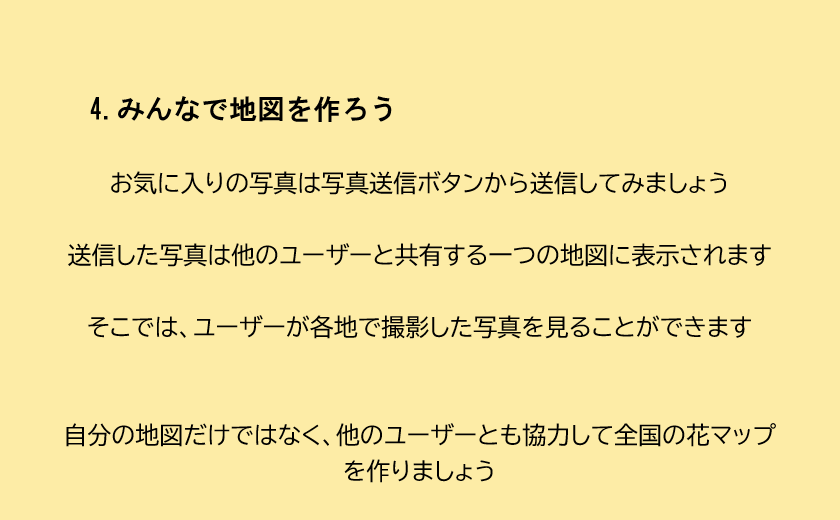 4. みんなで地図を作ろう
お気に入りの写真は写真送信ボタンから送信してみましょう
送信した写真は他のユーザーと共有する一つの地図に表示されます
そこでは、ユーザーが各地で撮影した写真を見ることができます
自分の地図だけではなく、他のユーザーとも協力して全国の花マップ
を作りましょう